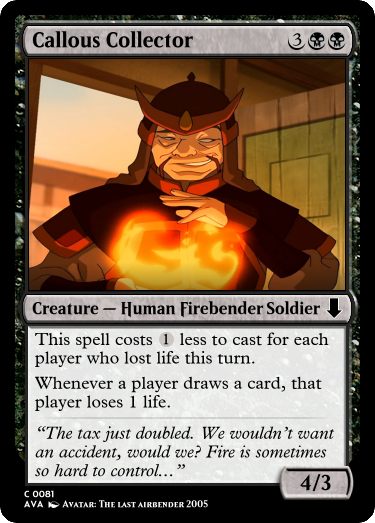 Callous Collector 3
Creature — Human Firebender Soldier
This spell costs 1 less to cast for each
player who lost life this turn.
Whenever a player draws a card, that
player loses 1 life.
“The tax just doubled. We wouldn’t want
an accident, would we? Fire is sometimes
so hard to control…”
4/3
C 0081
AVA Avatar: The last airbender 2005